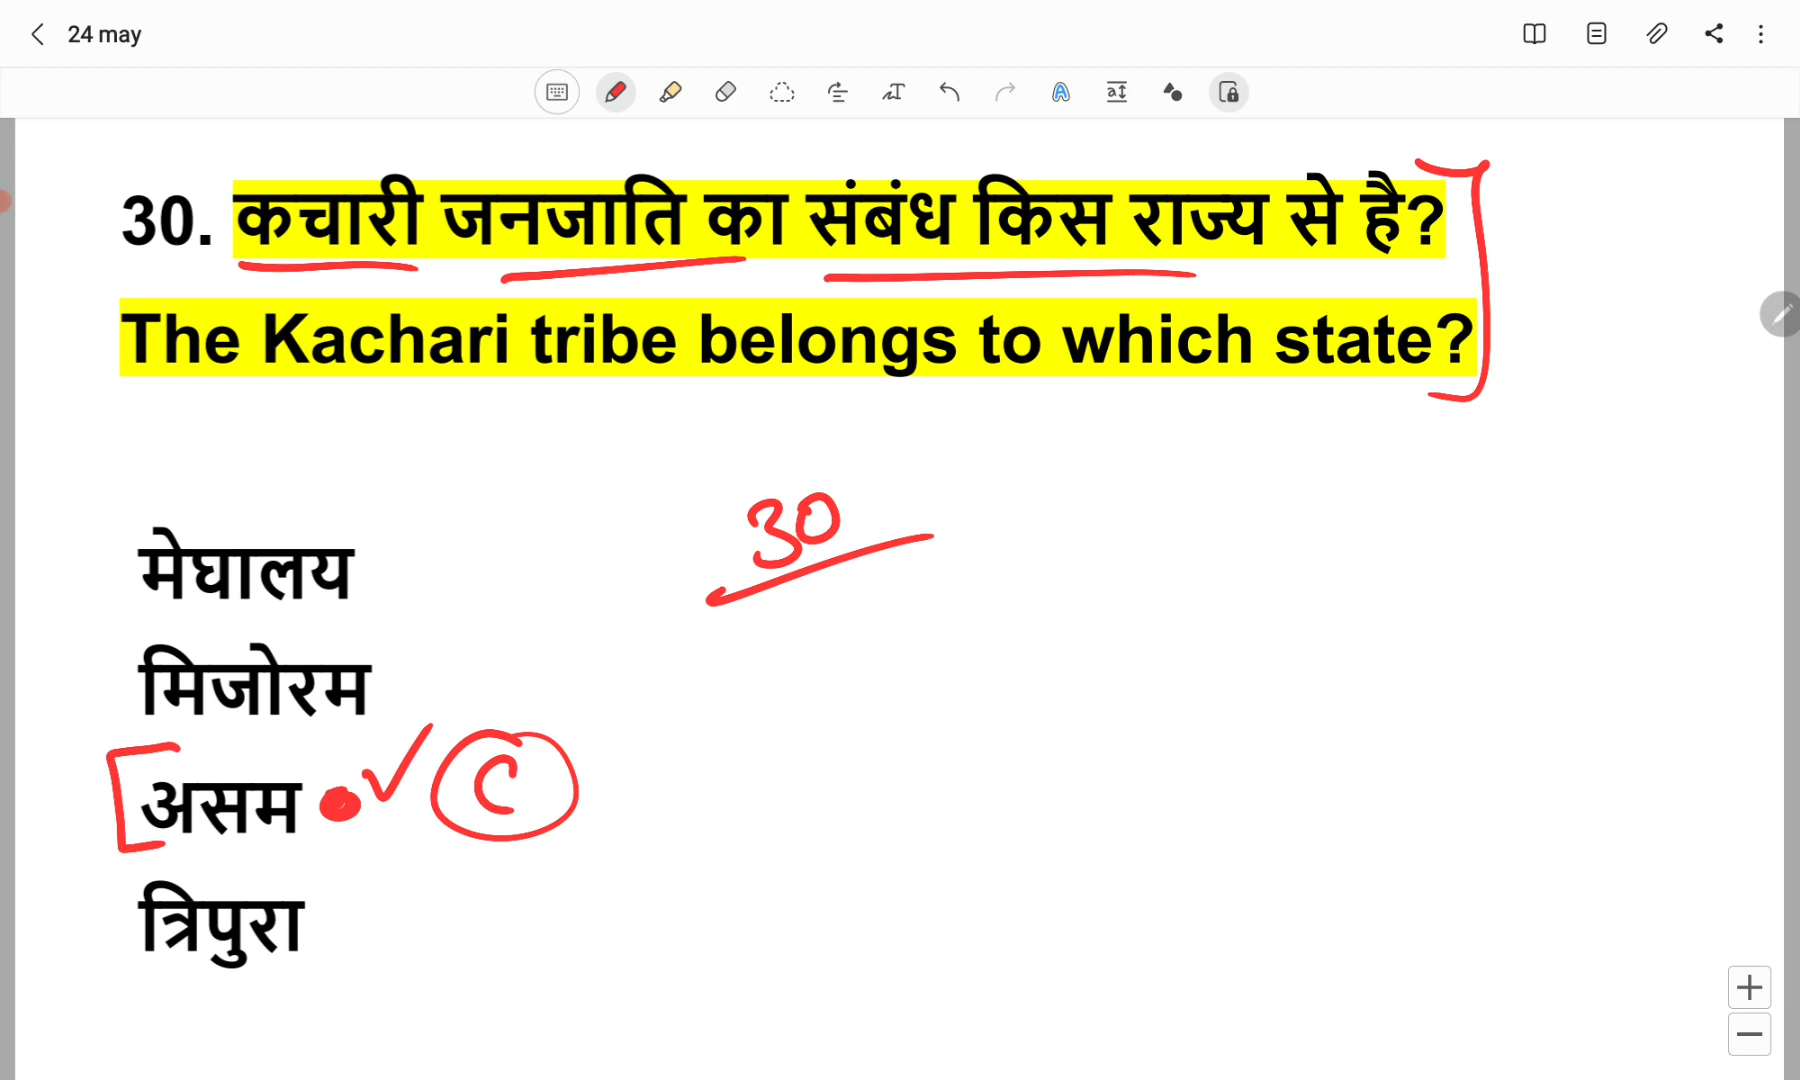 24 may
30. कचारी जनजाति का संबंध किस राज्य से है?
The Kachari tribe belongs to which state?
30
मेघालय
मिजोरम
असम C
त्रिपुरा